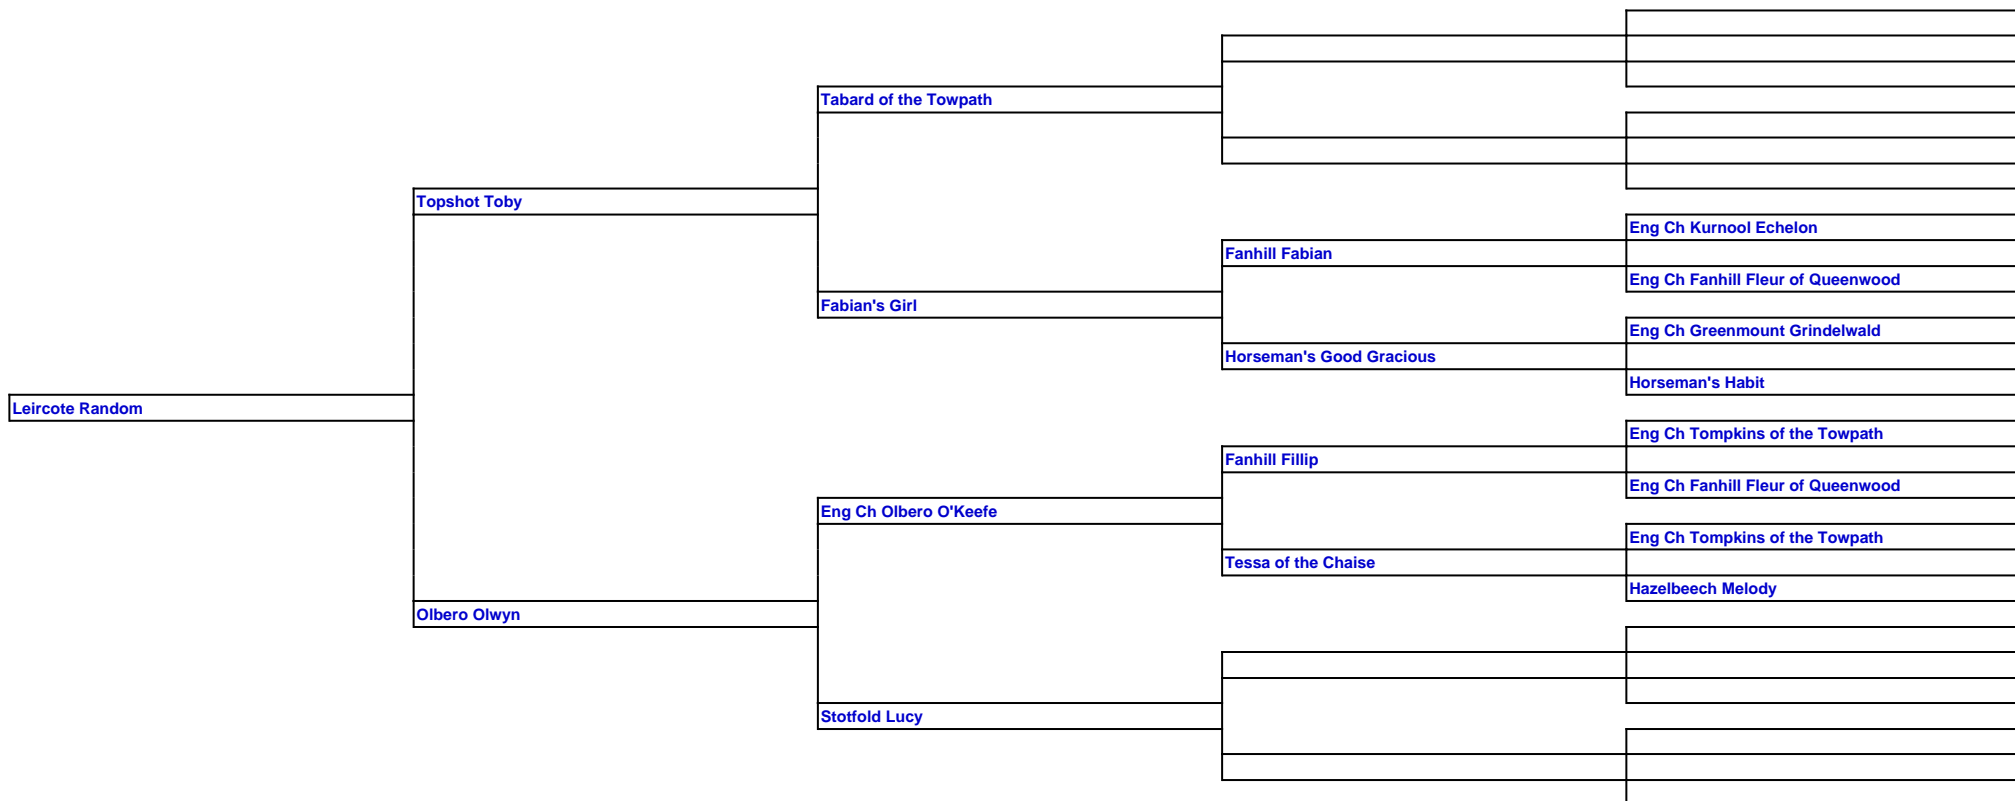 Tabard of the Towpath
Topshot Toby
Eng Ch Kurnool Echelon
Fanhill Fabian
Eng Ch Fanhill Fleur of Queenwood
Fabian's Girl
Eng Ch Greenmount Grindelwald
Horseman's Good Gracious
Horseman's Habit
Leircote Random
Eng Ch Tompkins of the Towpath
Fanhill Fillip
Eng Ch Fanhill Fleur of Queenwood
Eng Ch Olbero O'Keefe
Eng Ch Tompkins of the Towpath
Tessa of the Chaise
Hazelbeech Melody
Olbero Olwyn
Stotfold Lucy